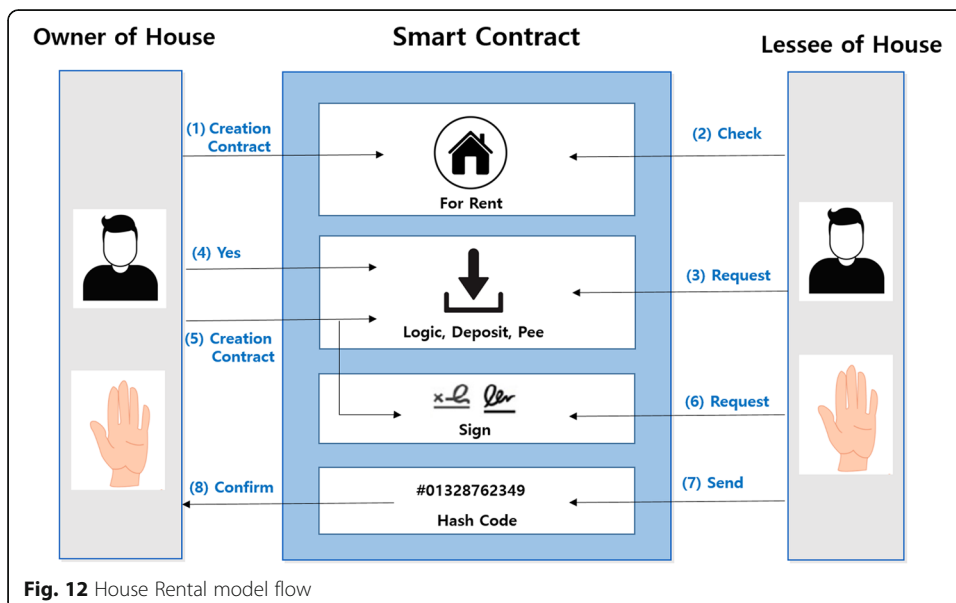 Owner of House
Smart Contract
Lessee of House
(1) Creation
Contract
(2) Check
For Rent
(4) Yes
(3) Request
Logic, Deposit, Pee
(5) Creation
Contract
(6) Request
Sign
(8) Confirm
#01328762349
(7) Send
Hash Code
Fig. 12 House Rental model flow